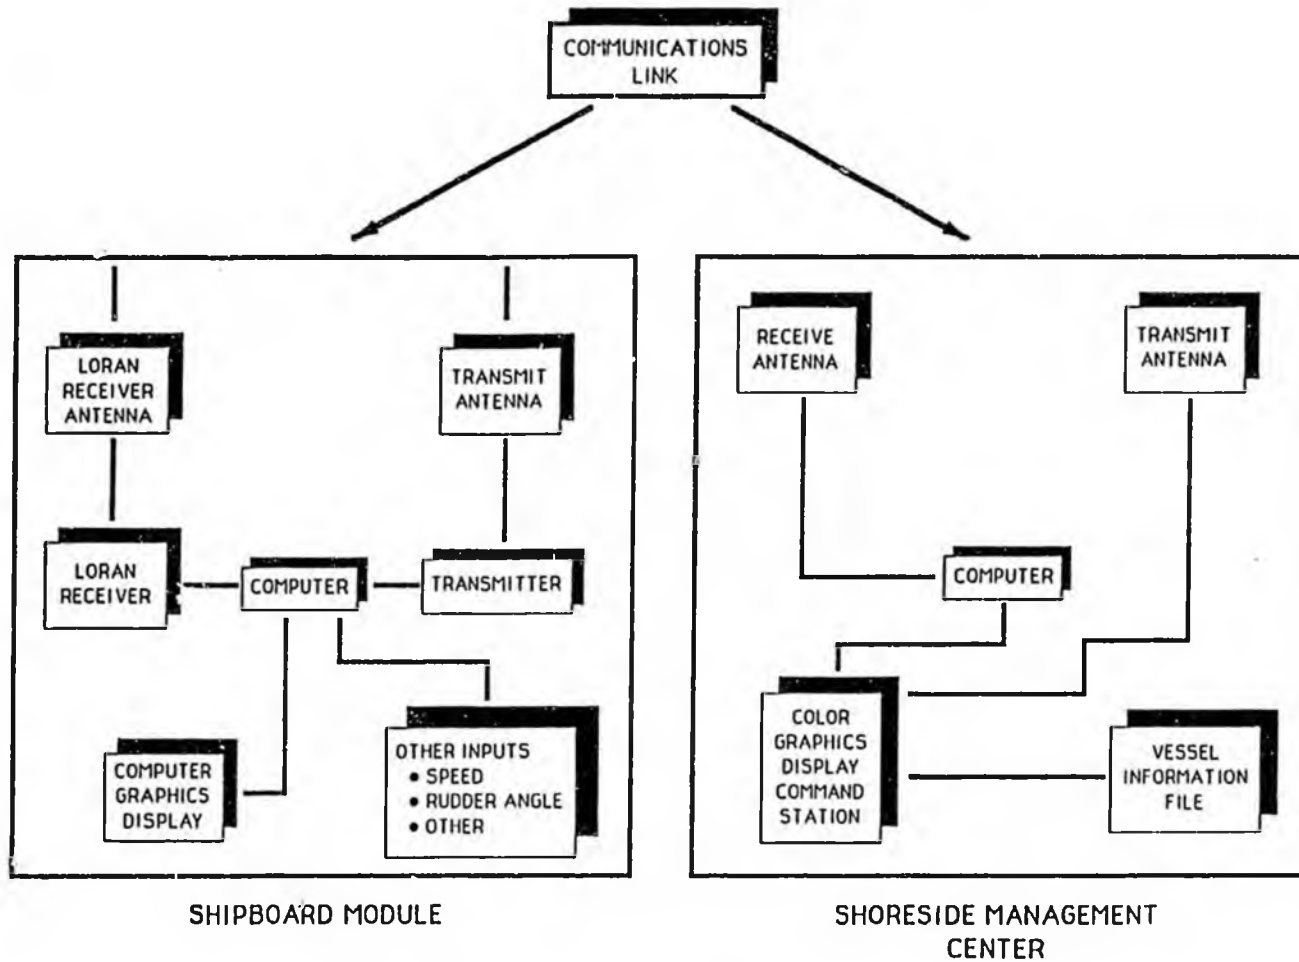 COMMUNICATIONS
LINK
LORAN
RECEIVER
ANTENNA
TRANSMIT
ANTENNA
LORAN
RECEIVER
COMPUTER
TRANSMITTER
COMPUTER
GRAPHICS
DISPLAY
OTHER INPUTS
• SPEED
• RUDDER ANGLE
• OTHER
SHIPBOARD MODULE
RECEIVE
ANTENNA
TRANSMIT
ANTENNA
COMPUTER
COLOR
GRAPHICS
DISPLAY
COMMAND
STATION
VESSEL
INFORMATION
FILE
SHORESIDE MANAGEMENT
CENTER